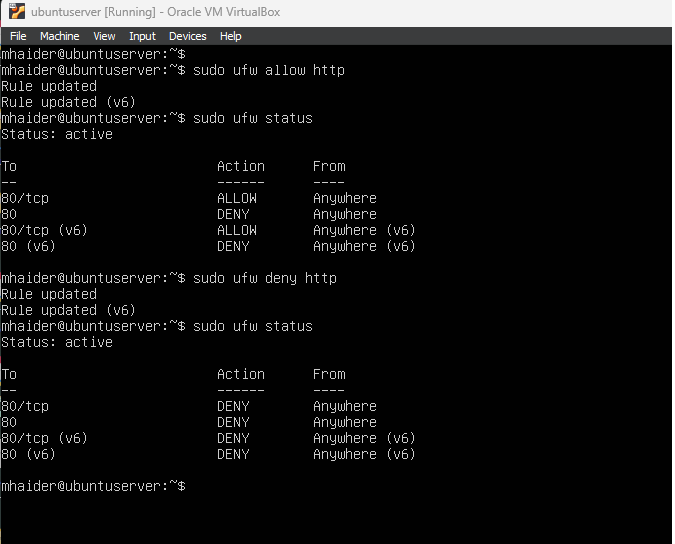 ubuntuserver [Running] - Oracle VM VirtualBox
File Machine View Input Devices Help
mhaider@ubuntuserver:~$
mhaider@ubuntuserver:~$ sudo ufw allow http
Rule updated
Rule updated (v6)
mhaider@ubuntuserver:~$ sudo ufw status
Status: active
To Action From
-- ------ ----
80/tcp ALLOW Anywhere
80 DENY Anywhere
80/tcp (v6) ALLOW Anywhere (v6)
80 (v6) DENY Anywhere (v6)
mhaider@ubuntuserver:~$ sudo ufw deny http
Rule updated
Rule updated (v6)
mhaider@ubuntuserver:~$ sudo ufw status
Status: active
To Action From
-- ------ ----
80/tcp DENY Anywhere
80 DENY Anywhere
80/tcp (v6) DENY Anywhere (v6)
80 (v6) DENY Anywhere (v6)
mhaider@ubuntuserver:~$